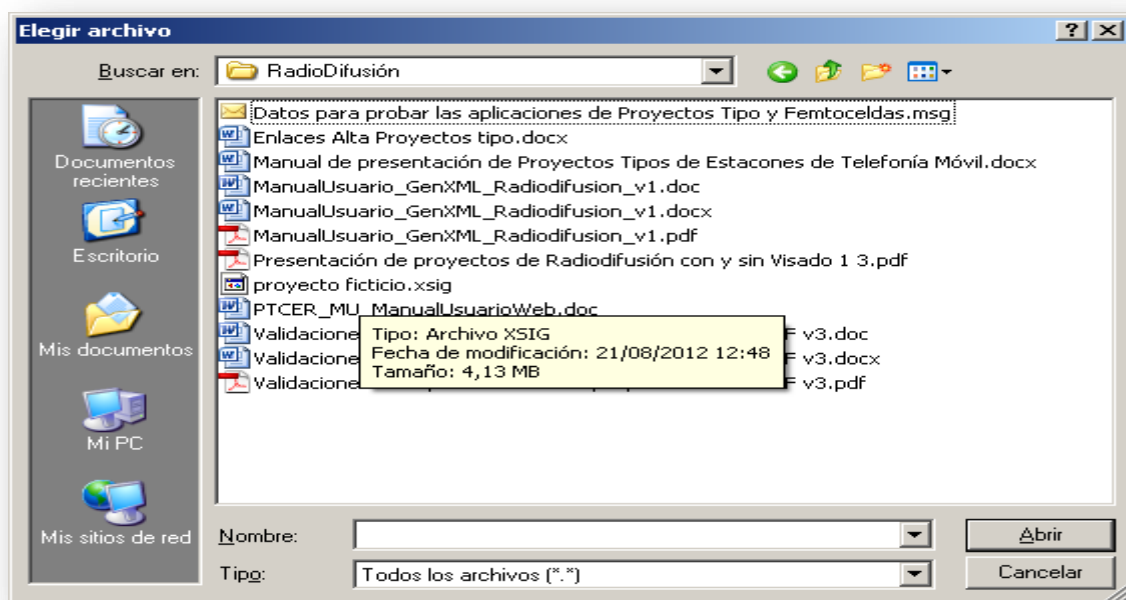 Elegir archivo
Buscar en:
RadioDifusión
Documentos
recientes
Escritorio
Mis documentos
Mi PC
Mis sitios de red
Datos para probar las aplicaciones de Proyectos Tipo y Femtoceldas.msg
Enlaces Alta Proyectos tipo.docx
Manual de presentación de Proyectos Tipos de Estacones de Telefonía Móvil.docx
ManualUsuario_GenXML_Radiodifusion_v1.doc
ManualUsuario_GenXML_Radiodifusion_v1.docx
ManualUsuario_GenXML_Radiodifusion_v1.pdf
Presentación de proyectos de Radiodifusión con y sin Visado 1 3.pdf
proyecto ficticio.xsig
PTCER_MU_ManualUsuarioWeb.doc
Validacione F v3.doc
Validacione F v3.docx
Validacione F v3.pdf
Tipo: Archivo XSIG
Fecha de modificación: 21/08/2012 12:48
Tamaño: 4,13 MB
Nombre:
Abrir
Tipo:
Todos los archivos (*.*)
Cancelar